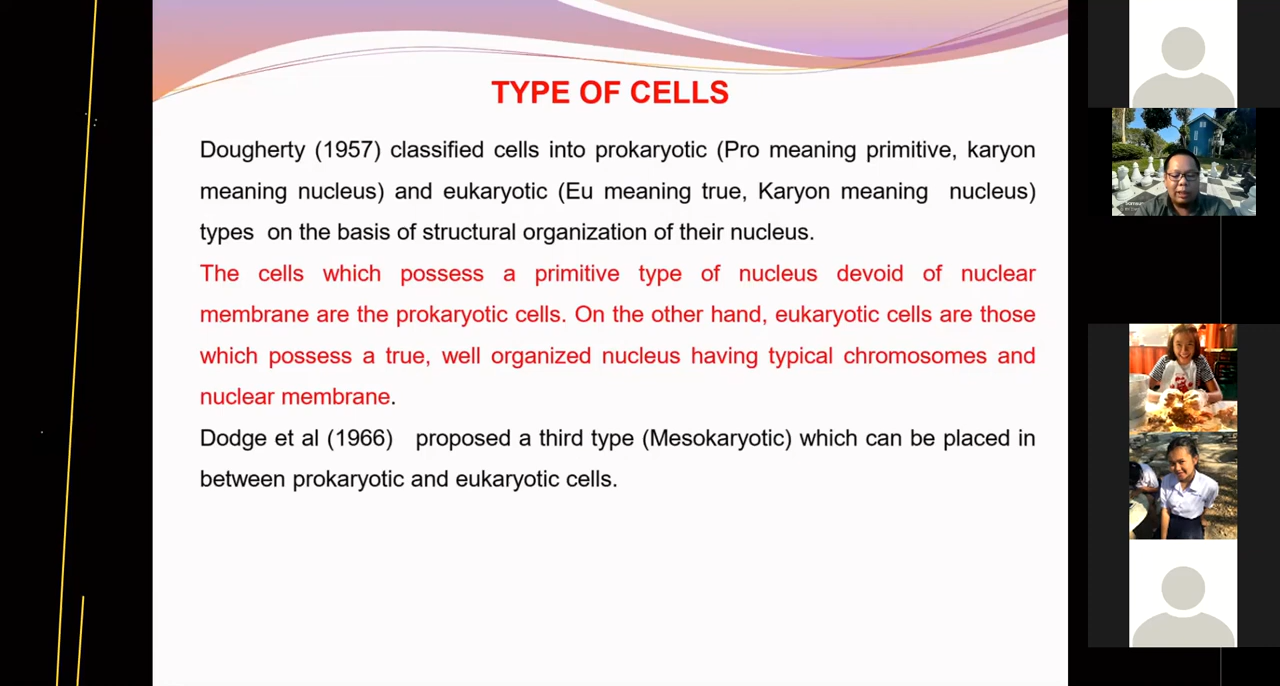 TYPE OF CELLS
Dougherty (1957) classified cells into prokaryotic (Pro meaning primitive, karyon
meaning nucleus) and eukaryotic (Eu meaning true, Karyon meaning nucleus)
types on the basis of structural organization of their nucleus.
The cells which possess a primitive type of nucleus devoid of nuclear
membrane are the prokaryotic cells. On the other hand, eukaryotic cells are those
which possess a true, well organized nucleus having typical chromosomes and
nuclear membrane.
Dodge et al (1966) proposed a third type (Mesokaryotic) which can be placed in
between prokaryotic and eukaryotic cells.